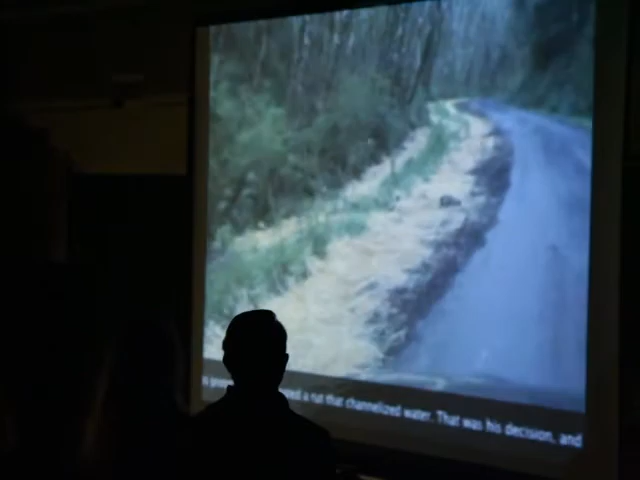 a rut that channelized water. That was his decision, and